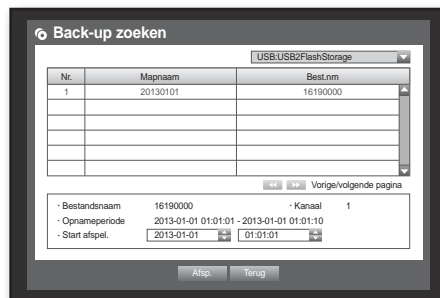 Back-up zoeken
USB:USB2FlashStorage
Nr. Mapnaam Best.nm
1 20130101 16190000
Vorige/volgende pagina
· Bestandsnaam 16190000 · Kanaal 1
· Opnameperiode 2013-01-01 01:01:01 - 2013-01-01 01:01:10
· Start afspel. 2013-01-01 01:01:01
Afsp. Terug